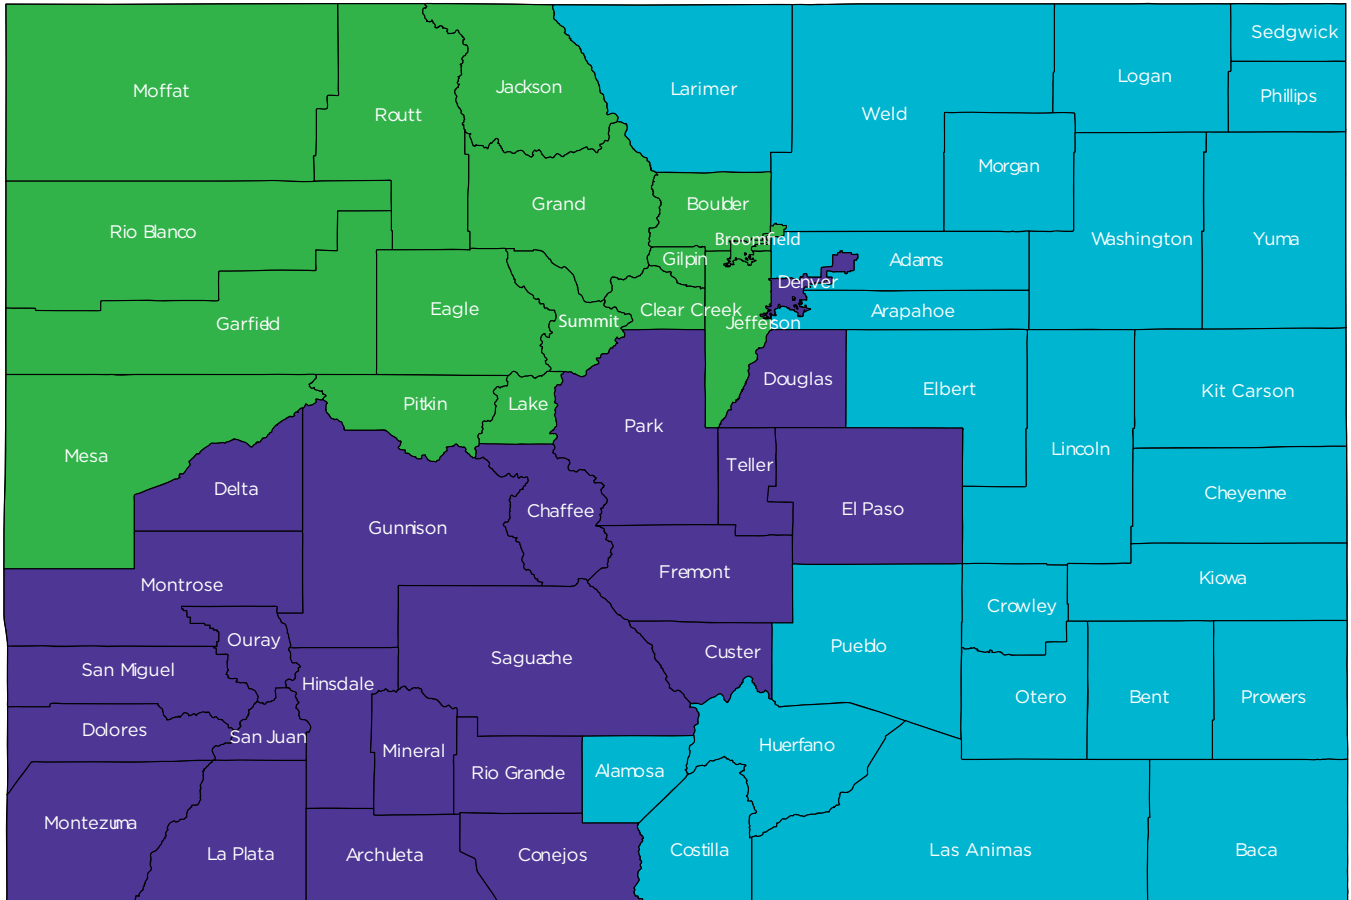 Sedgwick
Logan
Moffat
Jackson
Larimer
Phillips
Routt
Weld
Morgan
Grand
Boulder
Rio Blanco
Broomfield
Washington
Yuma
Gilpin
Adams
Denver
Eagle
Clear Creek
Arapahoe
Garfield
Summit
Jefferson
Douglas
Elbert
Kit Carson
Pitkin
Lake
Park
Mesa
Lincoln
Teller
Delta
Cheyenne
Chaffee
El Paso
Gunnison
Fremont
Kiowa
Montrose
Crowley
Ouray
Pueblo
Custer
Saguache
San Miguel
Hinsdale
Otero
Bent
Prowers
Dolores
San Juan
Huerfano
Mineral
Alamosa
Rio Grande
Montezuma
Costilla
Las Animas
Baca
La Plata
Archuleta
Conejos